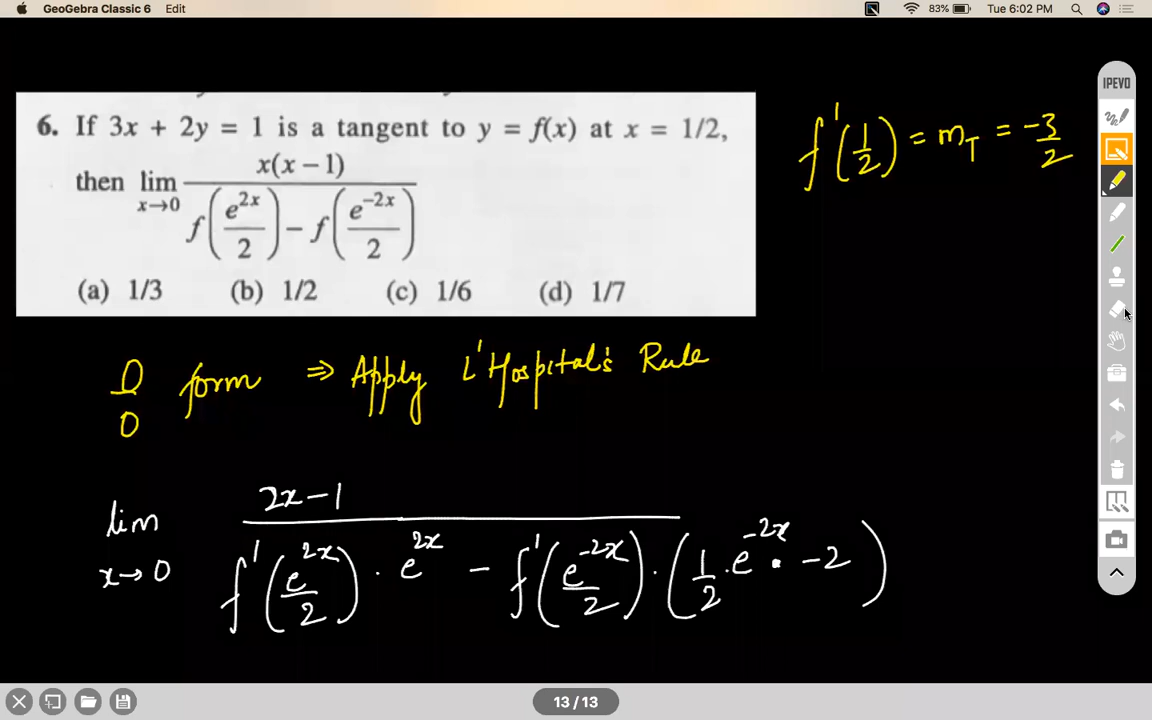 GeoGebra Classic 6 Edit 83% Tue 6:02 PM
IPEVO
6. If 3x + 2y = 1 is a tangent to y = f(x) at x = 1/2,
then lim x→0 x(x − 1) / f(e^{2x}/2) − f(e^{−2x}/2)
(a) 1/3 (b) 1/2 (c) 1/6 (d) 1/7
f'(1/2) = m_T = −3/2
0/0 form ⇒ Apply L'Hospital's Rule
lim x→0 2x−1 / f'(e^{2x}/2) · e^{2x} − f'(e^{−2x}/2) · (1/2 · e^{−2x} · −2)
13 / 13